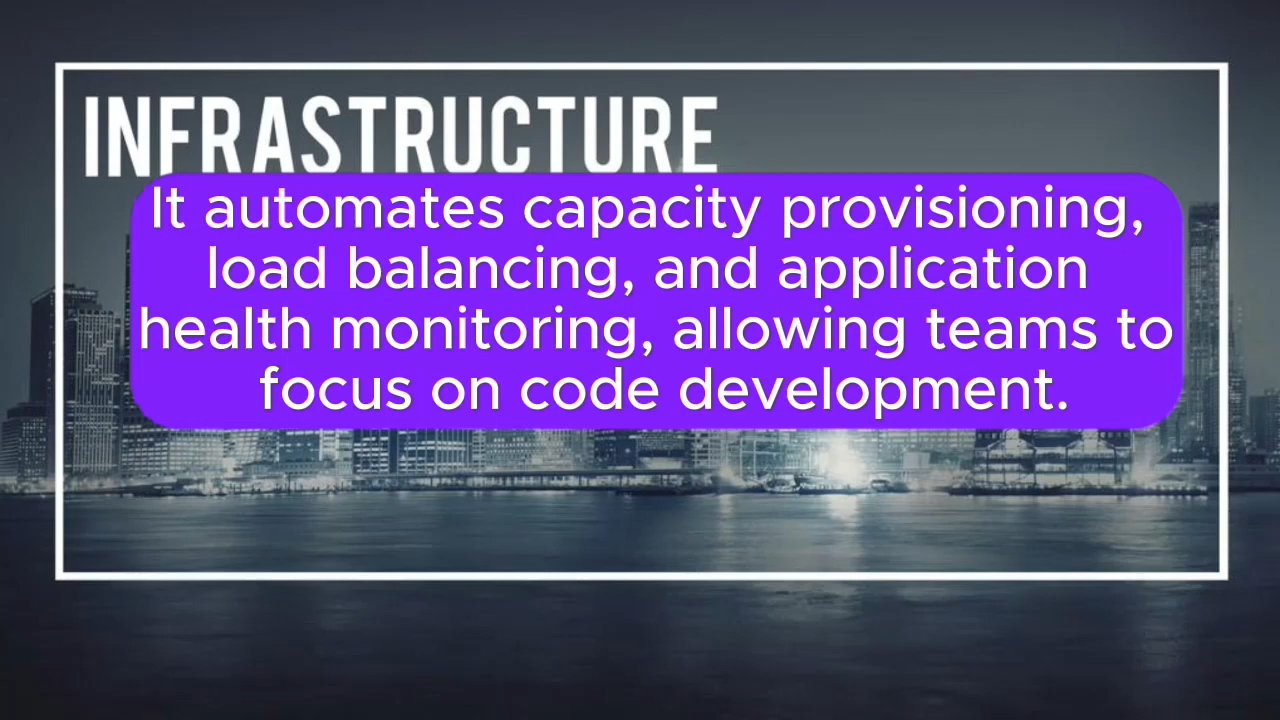 INFRASTRUCTURE
It automates capacity provisioning,
load balancing, and application
health monitoring, allowing teams to
focus on code development.